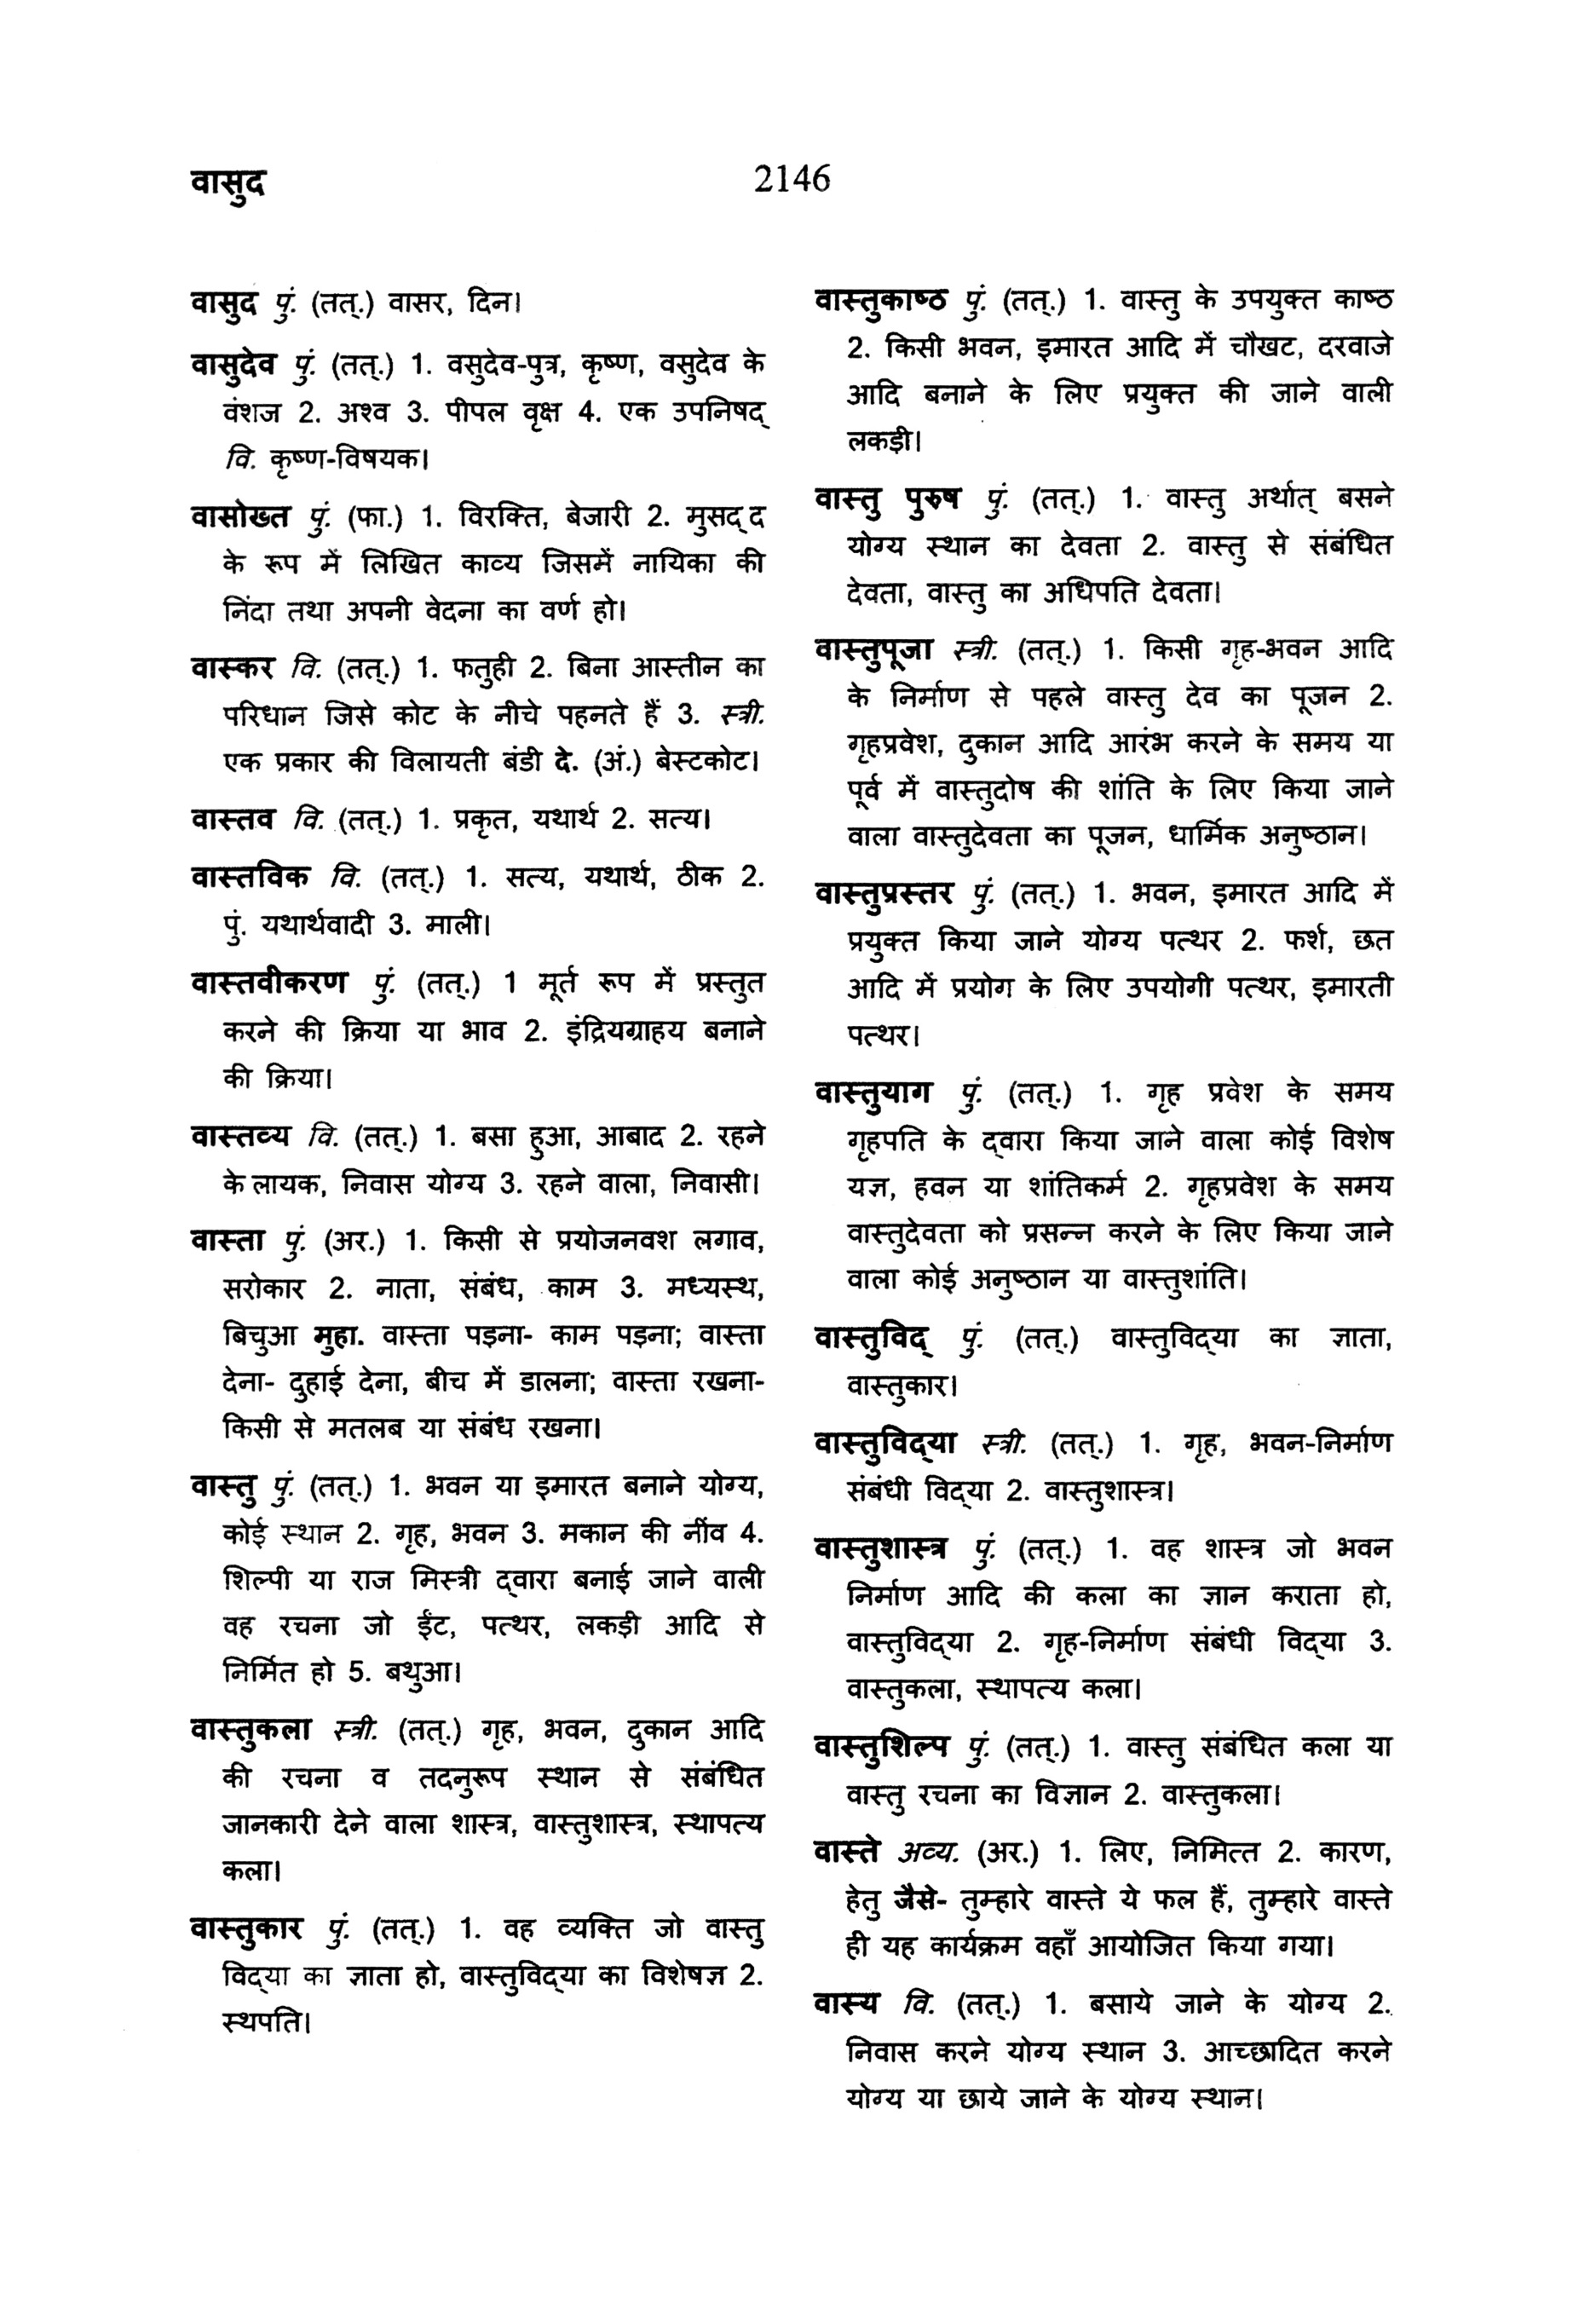 वासुद
2146
वासुद पुं. (तत्.) वासर, दिन।
वासुदेव पुं. (तत्.) 1. वसुदेव-पुत्र, कृष्ण, वसुदेव के
वंशज 2. अश्व 3. पीपल वृक्ष 4. एक उपनिषद्
वि. कृष्ण-विषयक।
वासोख्त पुं. (फा.) 1. विरक्ति, बेजारी 2. मुसद्द
के रूप में लिखित काव्य जिसमें नायिका की
निंदा तथा अपनी वेदना का वर्ण हो।
वास्कर वि. (तत्.) 1. फतुही 2. बिना आस्तीन का
परिधान जिसे कोट के नीचे पहनते हैं 3. स्त्री.
एक प्रकार की विलायती बंडी दे. (अं.) बेस्टकोट।
वास्तव वि. (तत्.) 1. प्रकृत, यथार्थ 2. सत्य।
वास्तविक वि. (तत्.) 1. सत्य, यथार्थ, ठीक 2.
पुं. यथार्थवादी 3. माली।
वास्तवीकरण पुं. (तत्.) 1 मूर्त रूप में प्रस्तुत
करने की क्रिया या भाव 2. इंद्रियग्राहय बनाने
की क्रिया।
वास्तव्य वि. (तत्.) 1. बसा हुआ, आबाद 2. रहने
के लायक, निवास योग्य 3. रहने वाला, निवासी।
वास्ता पुं. (अर.) 1. किसी से प्रयोजनवश लगाव,
सरोकार 2. नाता, संबंध, काम 3. मध्यस्थ,
बिचुआ मुहा. वास्ता पड़ना- काम पड़ना; वास्ता
देना- दुहाई देना, बीच में डालना; वास्ता रखना-
किसी से मतलब या संबंध रखना।
वास्तु पुं. (तत्.) 1. भवन या इमारत बनाने योग्य,
कोई स्थान 2. गृह, भवन 3. मकान की नींव 4.
शिल्पी या राज मिस्त्री द्वारा बनाई जाने वाली
वह रचना जो ईंट, पत्थर, लकड़ी आदि से
निर्मित हो 5. बथुआ।
वास्तुकला स्त्री. (तत्.) गृह, भवन, दुकान आदि
की रचना व तदनुरूप स्थान से संबंधित
जानकारी देने वाला शास्त्र, वास्तुशास्त्र, स्थापत्य
कला।
वास्तुकार पुं. (तत्.) 1. वह व्यक्ति जो वास्तु
विद्या का ज्ञाता हो, वास्तुविद्या का विशेषज्ञ 2.
स्थपति।
वास्तुकाष्ठ पुं. (तत्.) 1. वास्तु के उपयुक्त काष्ठ
2. किसी भवन, इमारत आदि में चौखट, दरवाजे
आदि बनाने के लिए प्रयुक्त की जाने वाली
लकड़ी।
वास्तु पुरुष पुं. (तत्.) 1. वास्तु अर्थात् बसने
योग्य स्थान का देवता 2. वास्तु से संबंधित
देवता, वास्तु का अधिपति देवता।
वास्तुपूजा स्त्री. (तत्.) 1. किसी गृह-भवन आदि
के निर्माण से पहले वास्तु देव का पूजन 2.
गृहप्रवेश, दुकान आदि आरंभ करने के समय या
पूर्व में वास्तुदोष की शांति के लिए किया जाने
वाला वास्तुदेवता का पूजन, धार्मिक अनुष्ठान।
वास्तुप्रस्तर पुं. (तत्.) 1. भवन, इमारत आदि में
प्रयुक्त किया जाने योग्य पत्थर 2. फर्श, छत
आदि में प्रयोग के लिए उपयोगी पत्थर, इमारती
पत्थर।
वास्तुयाग पुं. (तत्.) 1. गृह प्रवेश के समय
गृहपति के द्वारा किया जाने वाला कोई विशेष
यज्ञ, हवन या शांतिकर्म 2. गृहप्रवेश के समय
वास्तुदेवता को प्रसन्न करने के लिए किया जाने
वाला कोई अनुष्ठान या वास्तुशांति।
वास्तुविद् पुं. (तत्.) वास्तुविद्या का ज्ञाता,
वास्तुकार।
वास्तुविद्या स्त्री. (तत्.) 1. गृह, भवन-निर्माण
संबंधी विद्या 2. वास्तुशास्त्र।
वास्तुशास्त्र पुं. (तत्.) 1. वह शास्त्र जो भवन
निर्माण आदि की कला का ज्ञान कराता हो,
वास्तुविद्या 2. गृह-निर्माण संबंधी विद्या 3.
वास्तुकला, स्थापत्य कला।
वास्तुशिल्प पुं. (तत्.) 1. वास्तु संबंधित कला या
वास्तु रचना का विज्ञान 2. वास्तुकला।
वास्ते अव्य. (अर.) 1. लिए, निमित्त 2. कारण,
हेतु जैसे- तुम्हारे वास्ते ये फल हैं, तुम्हारे वास्ते
ही यह कार्यक्रम वहाँ आयोजित किया गया।
वास्य वि. (तत्.) 1. बसाये जाने के योग्य 2.
निवास करने योग्य स्थान 3. आच्छादित करने
योग्य या छाये जाने के योग्य स्थान।